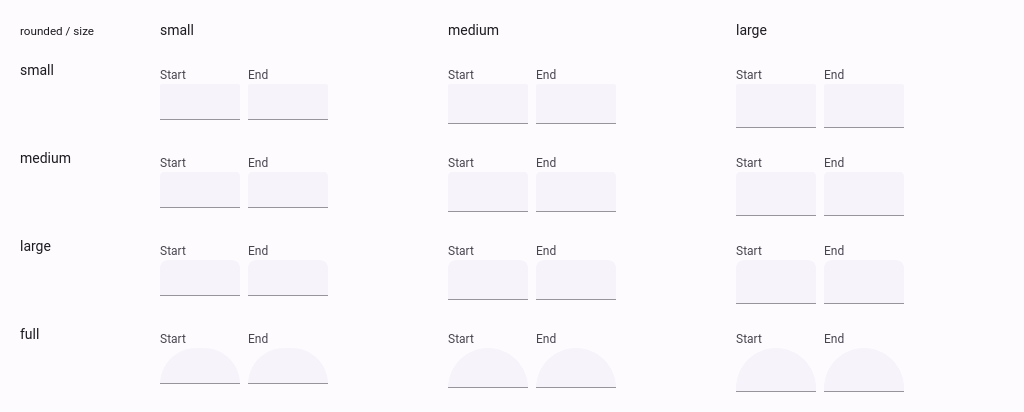 rounded / size small medium large
small Start End Start End Start End
medium Start End Start End Start End
large Start End Start End Start End
full Start End Start End Start End